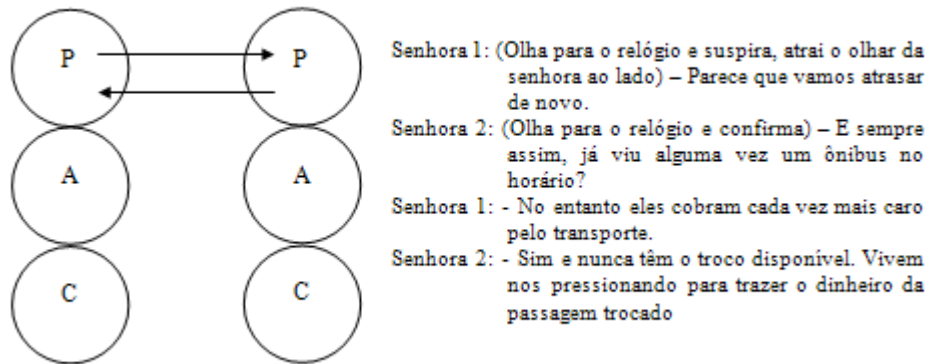 P
P
A
A
C
C
Senhora 1: (Olha para o relógio e suspira, atrai o olhar da
senhora ao lado) – Parece que vamos atrasar
de novo.
Senhora 2: (Olha para o relógio e confirma) – E sempre
assim, já viu alguma vez um ônibus no
horário?
Senhora 1: - No entanto eles cobram cada vez mais caro
pelo transporte.
Senhora 2: - Sim e nunca têm o troco disponível. Vivem
nos pressionando para trazer o dinheiro da
passagem trocado